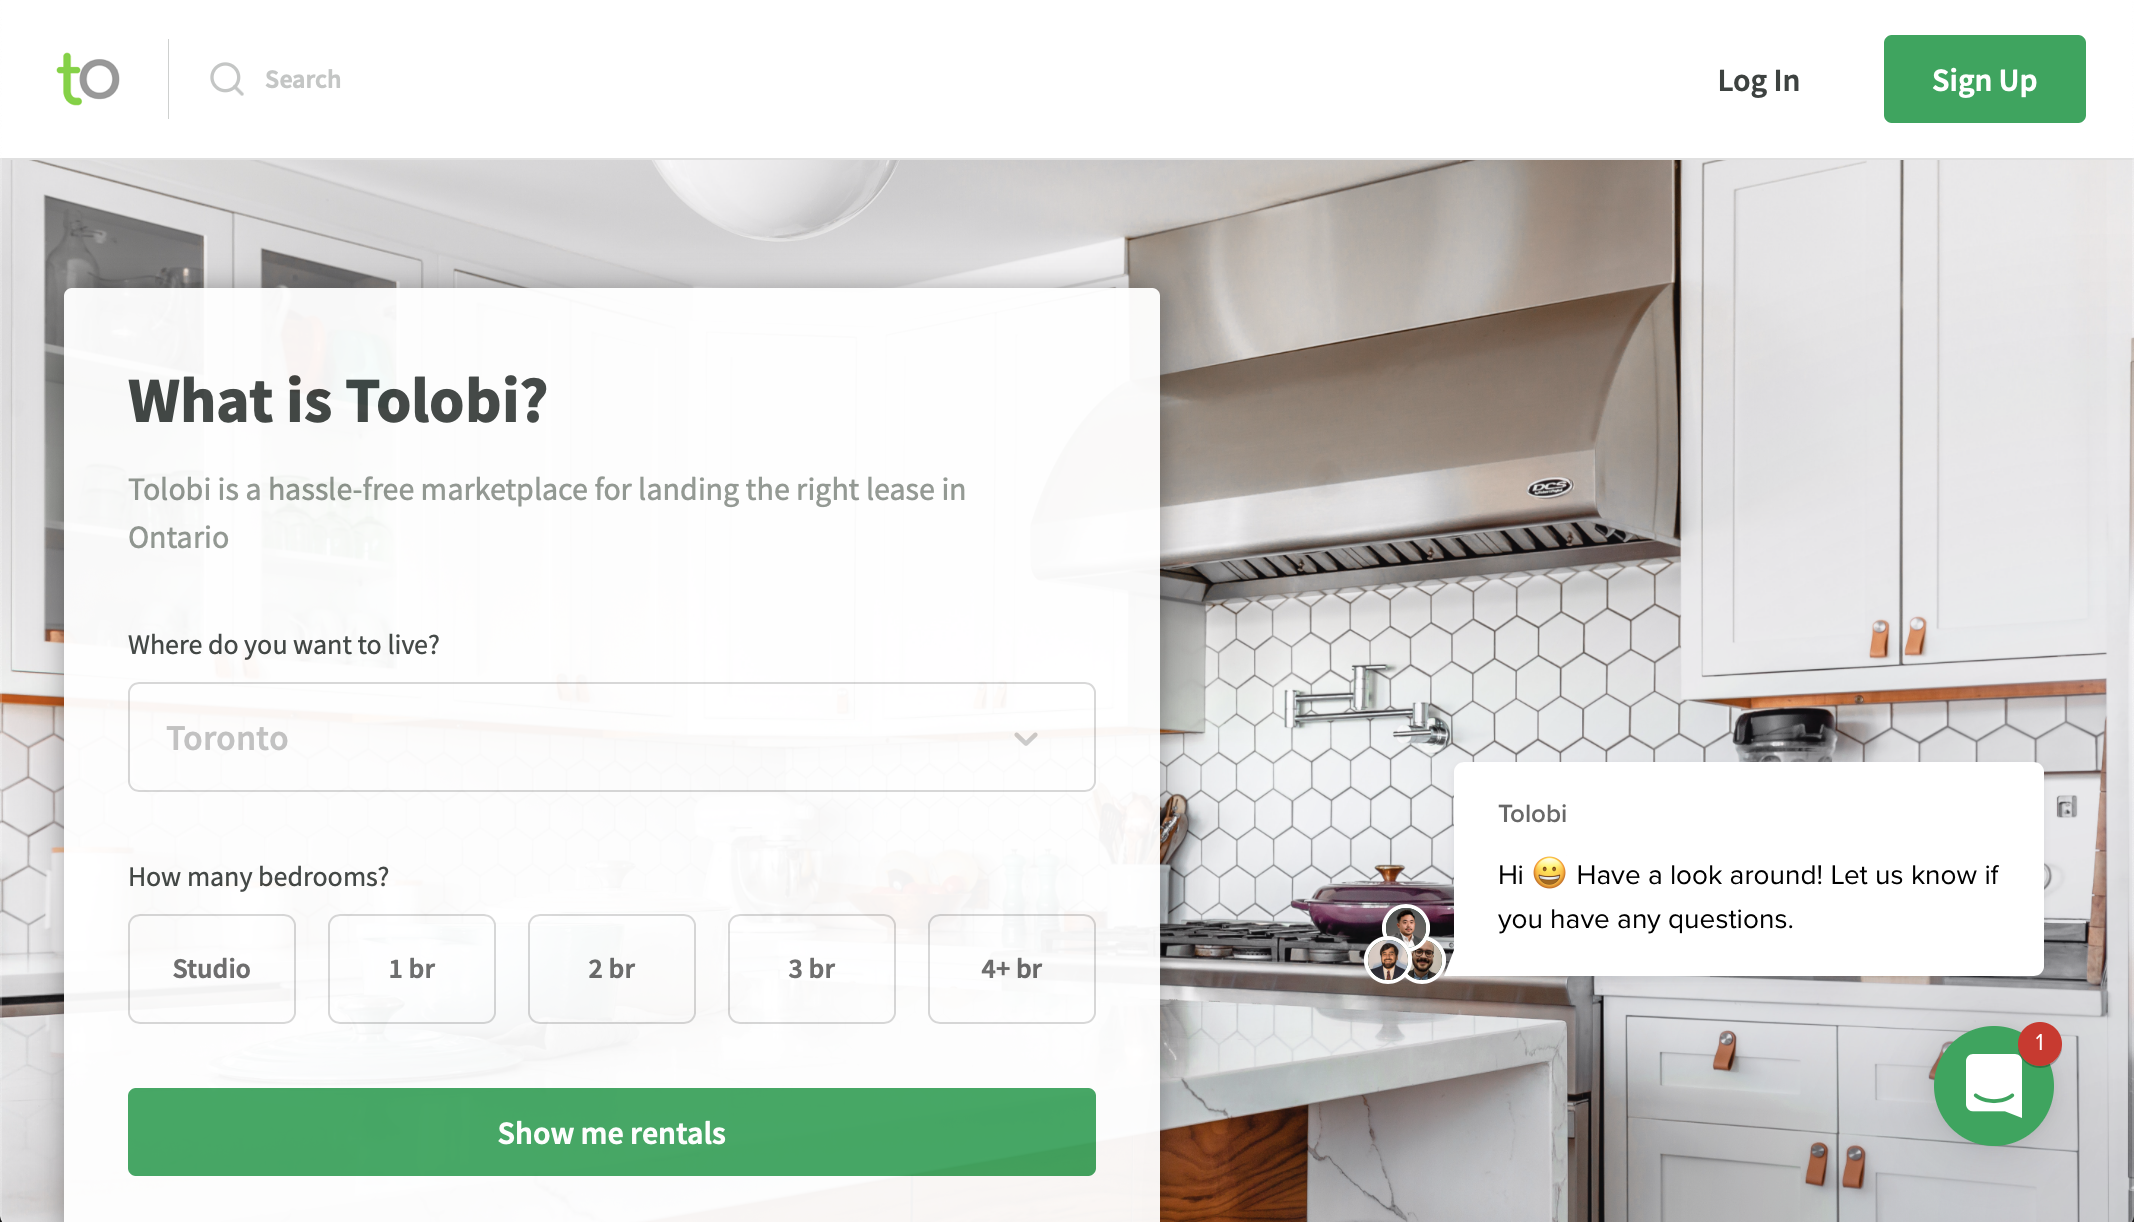 to
Search
Log In
Sign Up
What is Tolobi?
Tolobi is a hassle-free marketplace for landing the right lease in
Ontario
Where do you want to live?
Toronto
How many bedrooms?
Studio
1 br
2 br
3 br
4+ br
Show me rentals
DCS
Tolobi
Hi 😀 Have a look around! Let us know if
you have any questions.
1